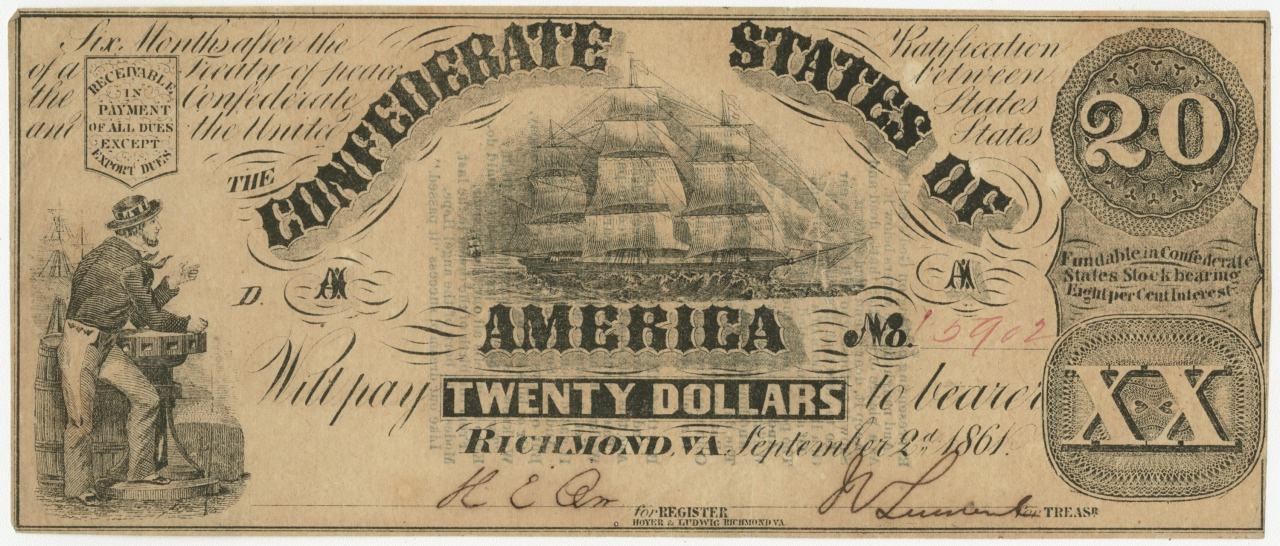 Six Months after the Ratification
of a Treaty of peace between
the Confederate States
and the United States
RECEIVABLE
IN
PAYMENT
OF ALL DUES
EXCEPT
EXPORT DUES
THE
CONFEDERATE STATES OF
AMERICA
20
Fundable in Confederate
States Stock bearing
Eight per Cent Interest
D.
A
A
No. 15902
Will pay TWENTY DOLLARS to bearer
XX
RICHMOND, VA September 2d 1861.
H E
for REGISTER
for TREASR
HOYER & LUDWIG RICHMOND VA